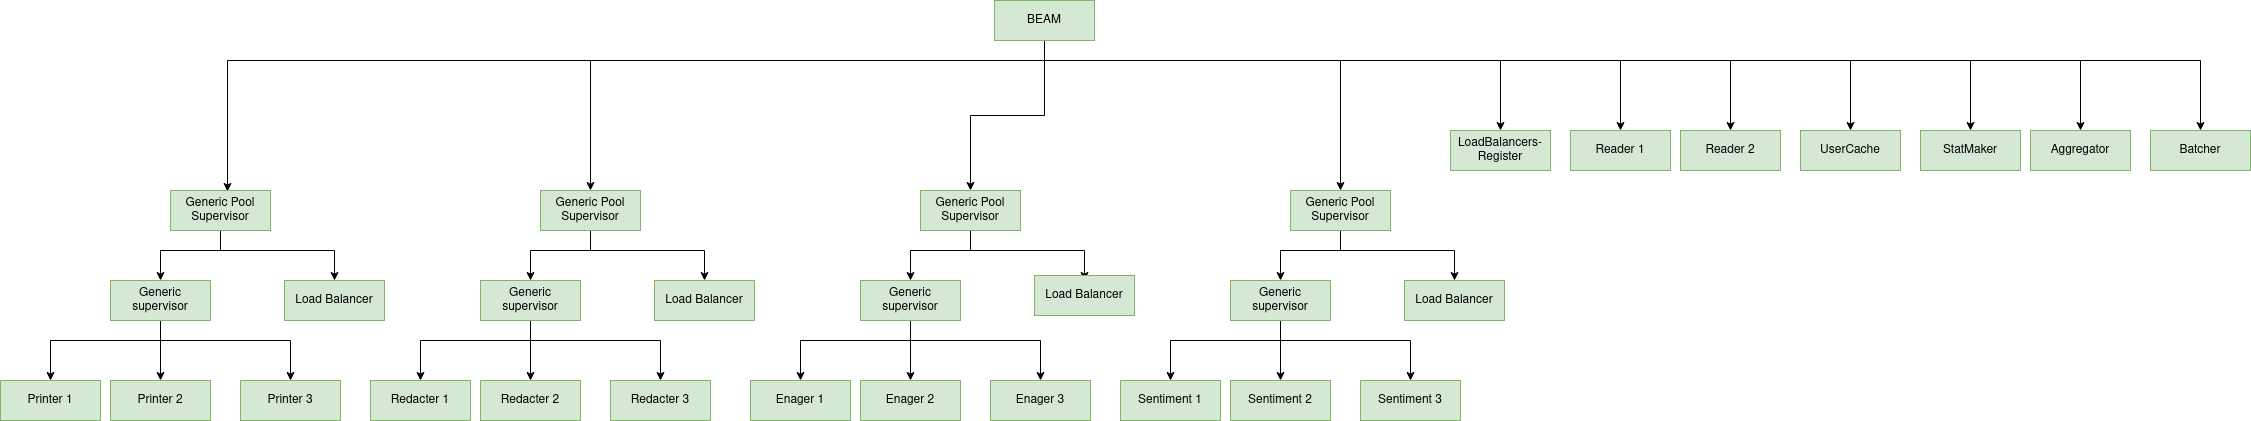 BEAM
LoadBalancers-
Register
Reader 1
Reader 2
UserCache
StatMaker
Aggregator
Batcher
Generic Pool
Supervisor
Generic Pool
Supervisor
Generic Pool
Supervisor
Generic Pool
Supervisor
Generic
supervisor
Load Balancer
Generic
supervisor
Load Balancer
Generic
supervisor
Load Balancer
Generic
supervisor
Load Balancer
Printer 1
Printer 2
Printer 3
Redacter 1
Redacter 2
Redacter 3
Enager 1
Enager 2
Enager 3
Sentiment 1
Sentiment 2
Sentiment 3